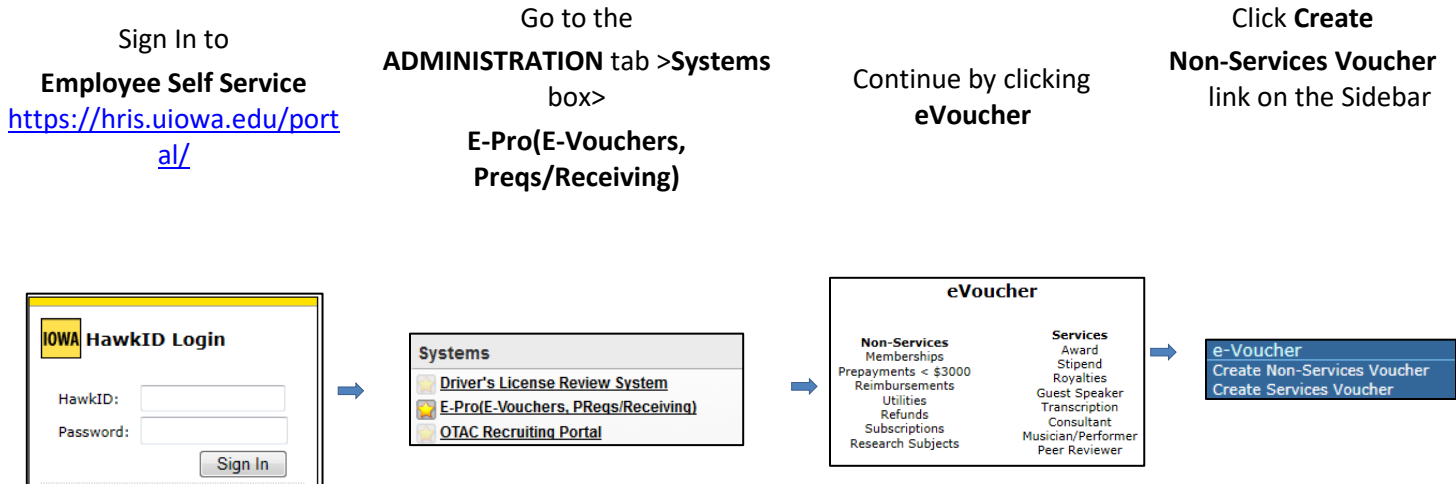 Sign In to
Employee Self Service
https://hris.uiowa.edu/port
al/
Go to the
ADMINISTRATION tab >Systems
box>
E-Pro(E-Vouchers,
Preqs/Receiving)
Continue by clicking
eVoucher
Click Create
Non-Services Voucher
link on the Sidebar
IOWA HawkID Login
HawkID:
Password:
Sign In
Systems
Driver's License Review System
E-Pro(E-Vouchers, PReqs/Receiving)
OTAC Recruiting Portal
eVoucher
Non-Services
Memberships
Prepayments < $3000
Reimbursements
Utilities
Refunds
Subscriptions
Research Subjects
Services
Award
Stipend
Royalties
Guest Speaker
Transcription
Consultant
Musician/Performer
Peer Reviewer
e-Voucher
Create Non-Services Voucher
Create Services Voucher